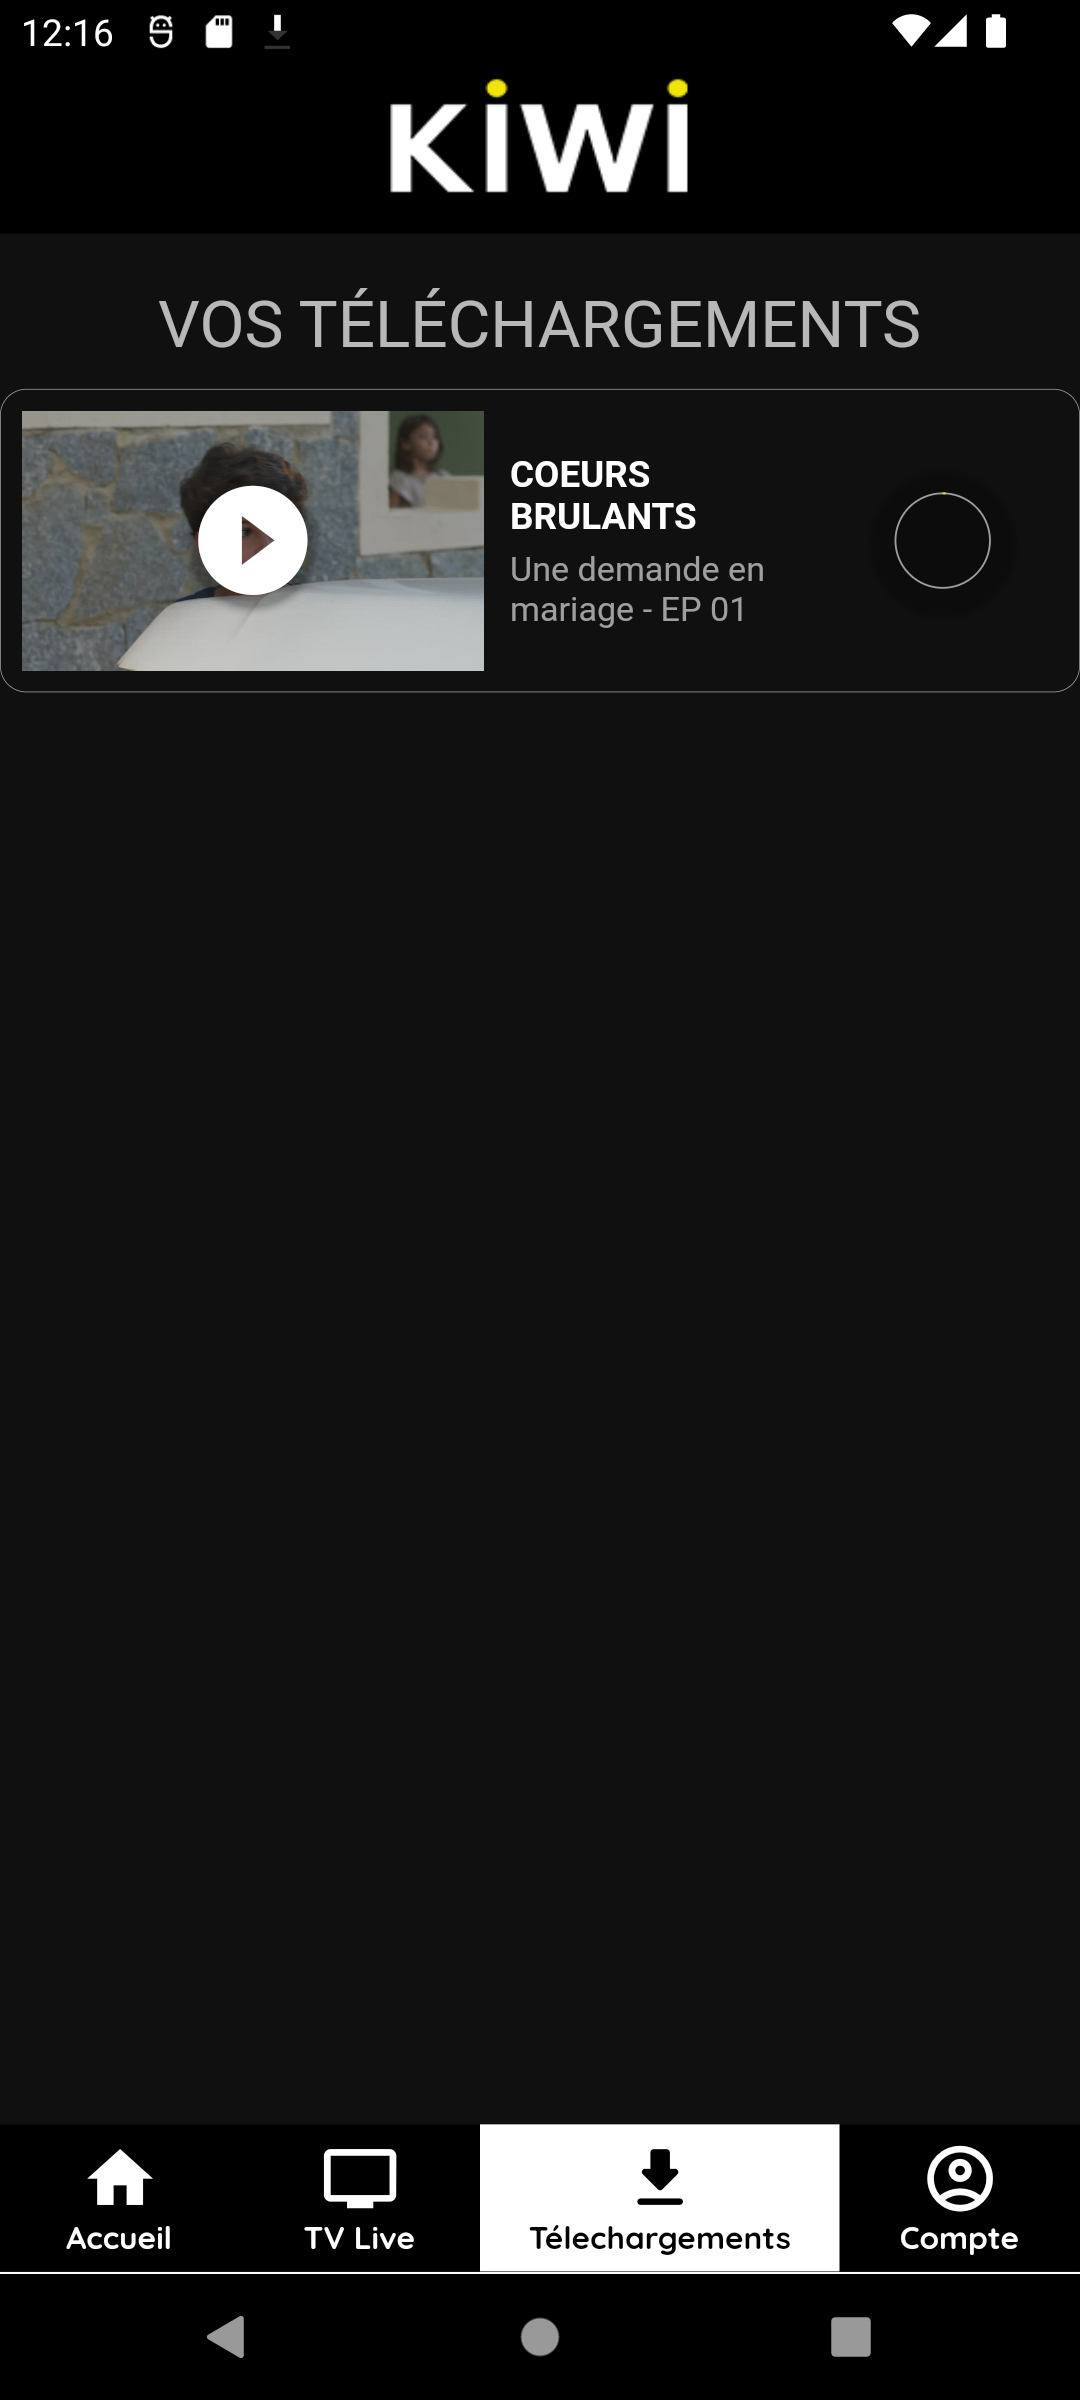 12:16
KiWi
VOS TÉLÉCHARGEMENTS
COEURS
BRULANTS
Une demande en
mariage - EP 01
Accueil
TV Live
Télechargements
Compte